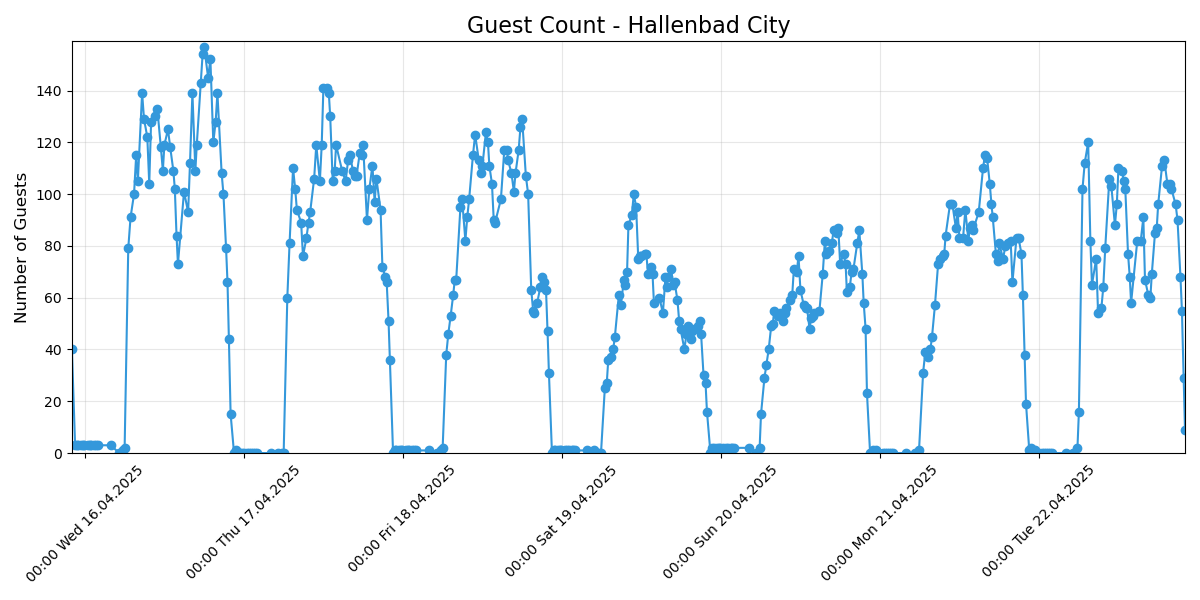 Guest Count - Hallenbad City
Number of Guests
140
120
100
80
60
40
20
0
00:00 Wed 16.04.2025
00:00 Thu 17.04.2025
00:00 Fri 18.04.2025
00:00 Sat 19.04.2025
00:00 Sun 20.04.2025
00:00 Mon 21.04.2025
00:00 Tue 22.04.2025